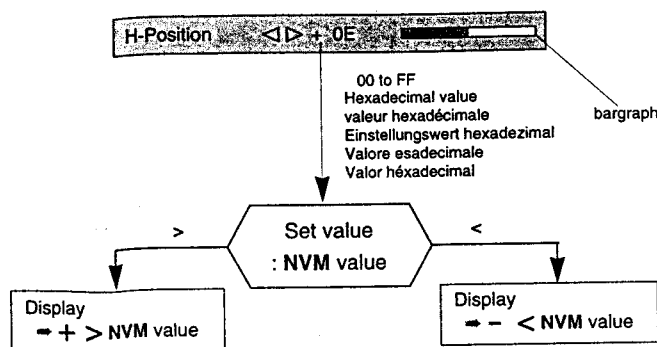 H-Position ◁ ▷ + 0E
00 to FF
Hexadecimal value
valeur hexadécimale
Einstellungswert hexadezimal
Valore esadecimale
Valor héxadecimal
bargraph
>
Set value
: NVM value
<
Display
➡ + > NVM value
Display
➡ − < NVM value